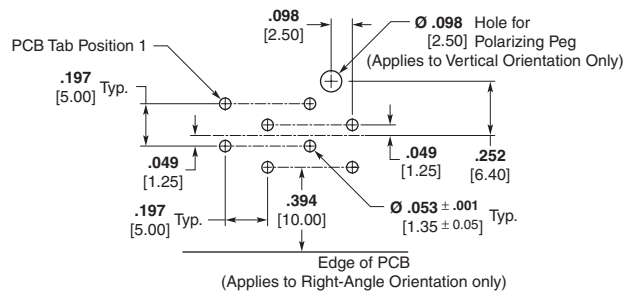 .098
[2.50]
Ø .098 Hole for
[2.50] Polarizing Peg
(Applies to Vertical Orientation Only)
PCB Tab Position 1
.197
[5.00] Typ.
.049
[1.25]
.049
[1.25]
.252
[6.40]
.197
[5.00] Typ.
.394
[10.00]
Ø .053 ± .001
[1.35 ± 0.05] Typ.
Edge of PCB
(Applies to Right-Angle Orientation only)